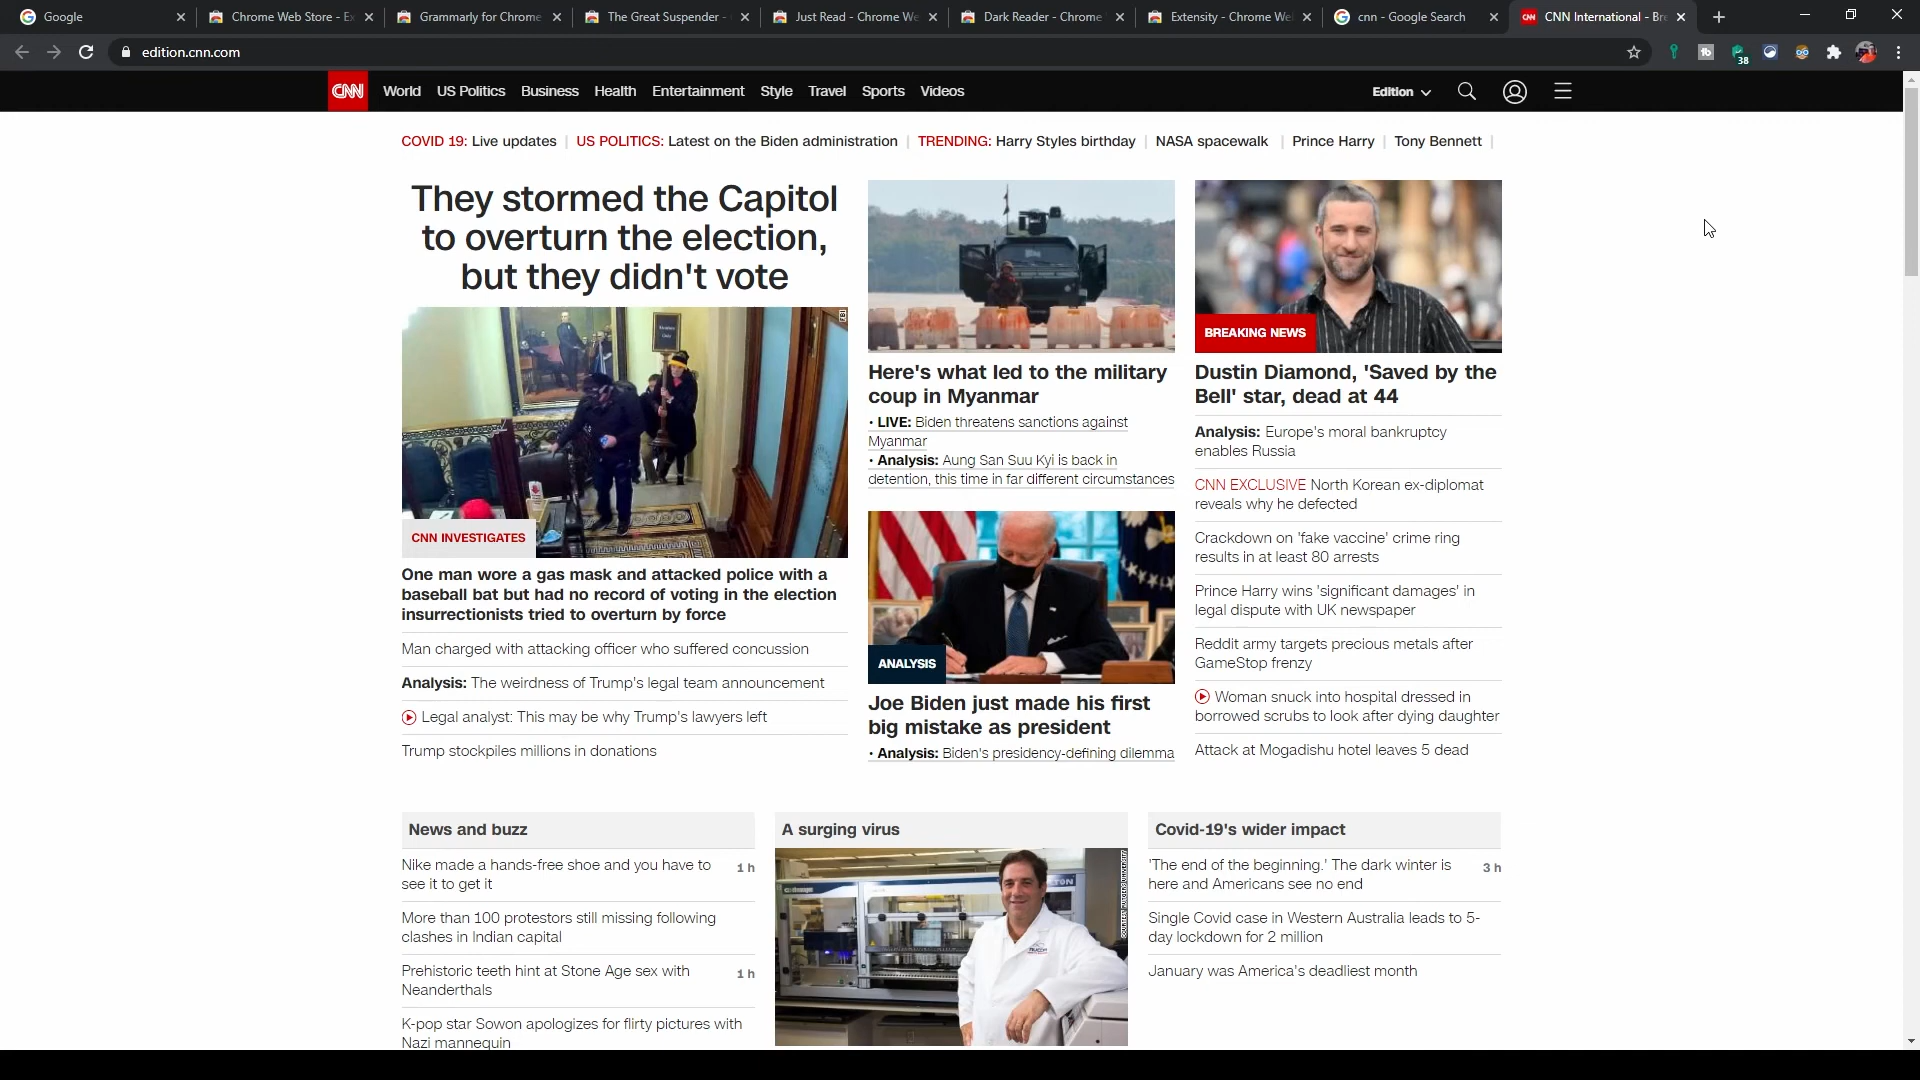 Google
Chrome Web Store - Ex
Grammarly for Chrome
The Great Suspender -
Just Read - Chrome We
Dark Reader - Chrome
Extensity - Chrome Wel
cnn - Google Search
CNN International - Bre
edition.cnn.com
38
CNN
World
US Politics
Business
Health
Entertainment
Style
Travel
Sports
Videos
Edition
COVID 19: Live updates
US POLITICS: Latest on the Biden administration
TRENDING: Harry Styles birthday
NASA spacewalk
Prince Harry
Tony Bennett
They stormed the Capitol
to overturn the election,
but they didn't vote
FBI
CNN INVESTIGATES
One man wore a gas mask and attacked police with a
baseball bat but had no record of voting in the election
insurrectionists tried to overturn by force
Man charged with attacking officer who suffered concussion
Analysis: The weirdness of Trump's legal team announcement
Legal analyst: This may be why Trump's lawyers left
Trump stockpiles millions in donations
Here's what led to the military
coup in Myanmar
• LIVE: Biden threatens sanctions against
Myanmar
• Analysis: Aung San Suu Kyi is back in
detention, this time in far different circumstances
ANALYSIS
Joe Biden just made his first
big mistake as president
• Analysis: Biden's presidency-defining dilemma
BREAKING NEWS
Dustin Diamond, 'Saved by the
Bell' star, dead at 44
Analysis: Europe's moral bankruptcy
enables Russia
CNN EXCLUSIVE North Korean ex-diplomat
reveals why he defected
Crackdown on 'fake vaccine' crime ring
results in at least 80 arrests
Prince Harry wins 'significant damages' in
legal dispute with UK newspaper
Reddit army targets precious metals after
GameStop frenzy
Woman snuck into hospital dressed in
borrowed scrubs to look after dying daughter
Attack at Mogadishu hotel leaves 5 dead
News and buzz
Nike made a hands-free shoe and you have to
see it to get it
1 h
More than 100 protestors still missing following
clashes in Indian capital
Prehistoric teeth hint at Stone Age sex with
Neanderthals
1 h
K-pop star Sowon apologizes for flirty pictures with
Nazi mannequin
A surging virus
Covid-19's wider impact
'The end of the beginning.' The dark winter is
here and Americans see no end
3 h
Single Covid case in Western Australia leads to 5-
day lockdown for 2 million
January was America's deadliest month